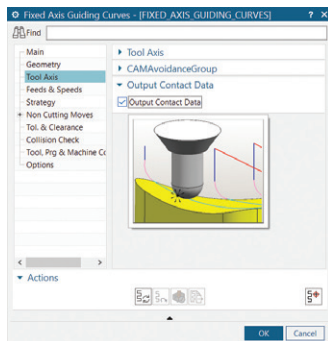 Fixed Axis Guiding Curves - [FIXED_AXIS_GUIDING_CURVES] ? X
Find
Main
Geometry
Tool Axis
Feeds & Speeds
Strategy
Non Cutting Moves
Tol. & Clearance
Collision Check
Tool, Prg & Machine Co
Options
Tool Axis
CAMAvoidanceGroup
Output Contact Data
Output Contact Data
Actions
OK Cancel